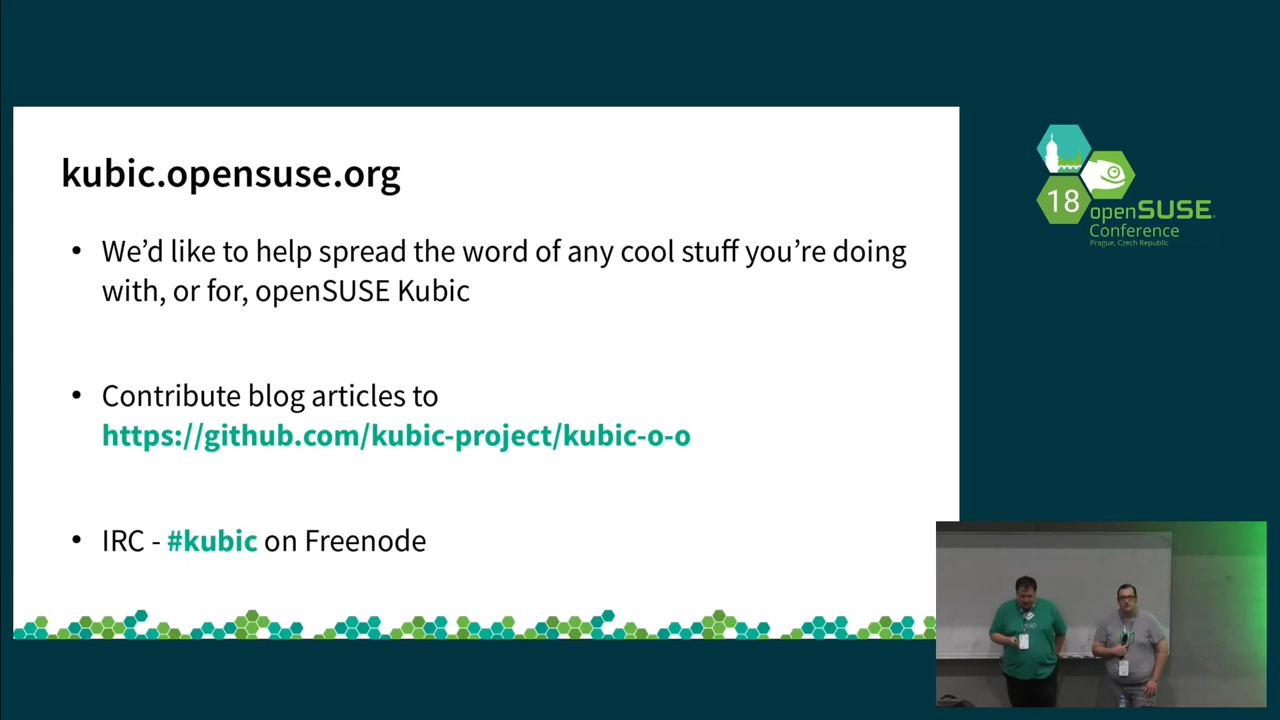 kubic.opensuse.org
• We’d like to help spread the word of any cool stuff you’re doing
with, or for, openSUSE Kubic
• Contribute blog articles to
https://github.com/kubic-project/kubic-o-o
• IRC - #kubic on Freenode
18
openSUSE
Conference
Prague, Czech Republic